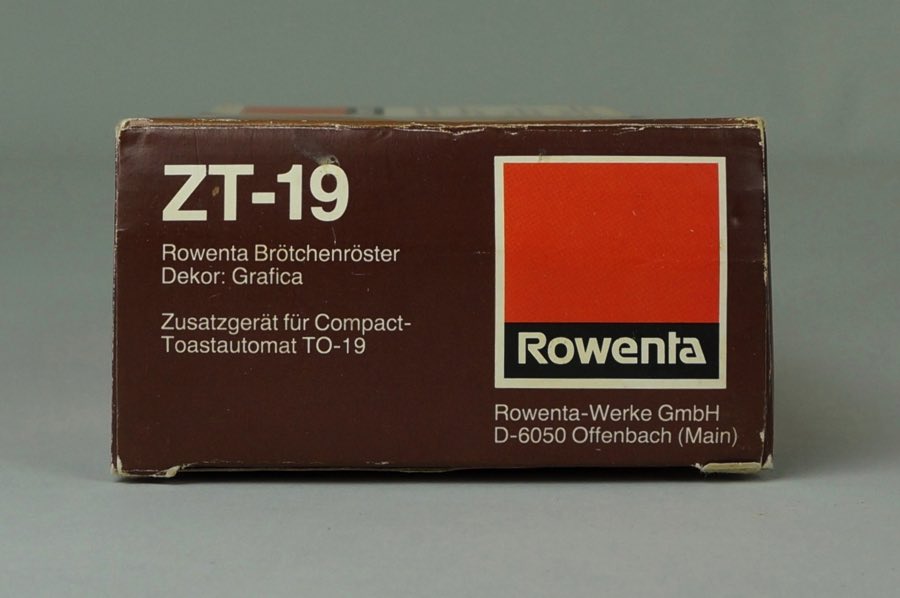 ZT-19
Rowenta Brötchenröster
Dekor: Grafica
Zusatzgerät für Compact-
Toastautomat TO-19
Rowenta
Rowenta-Werke GmbH
D-6050 Offenbach (Main)